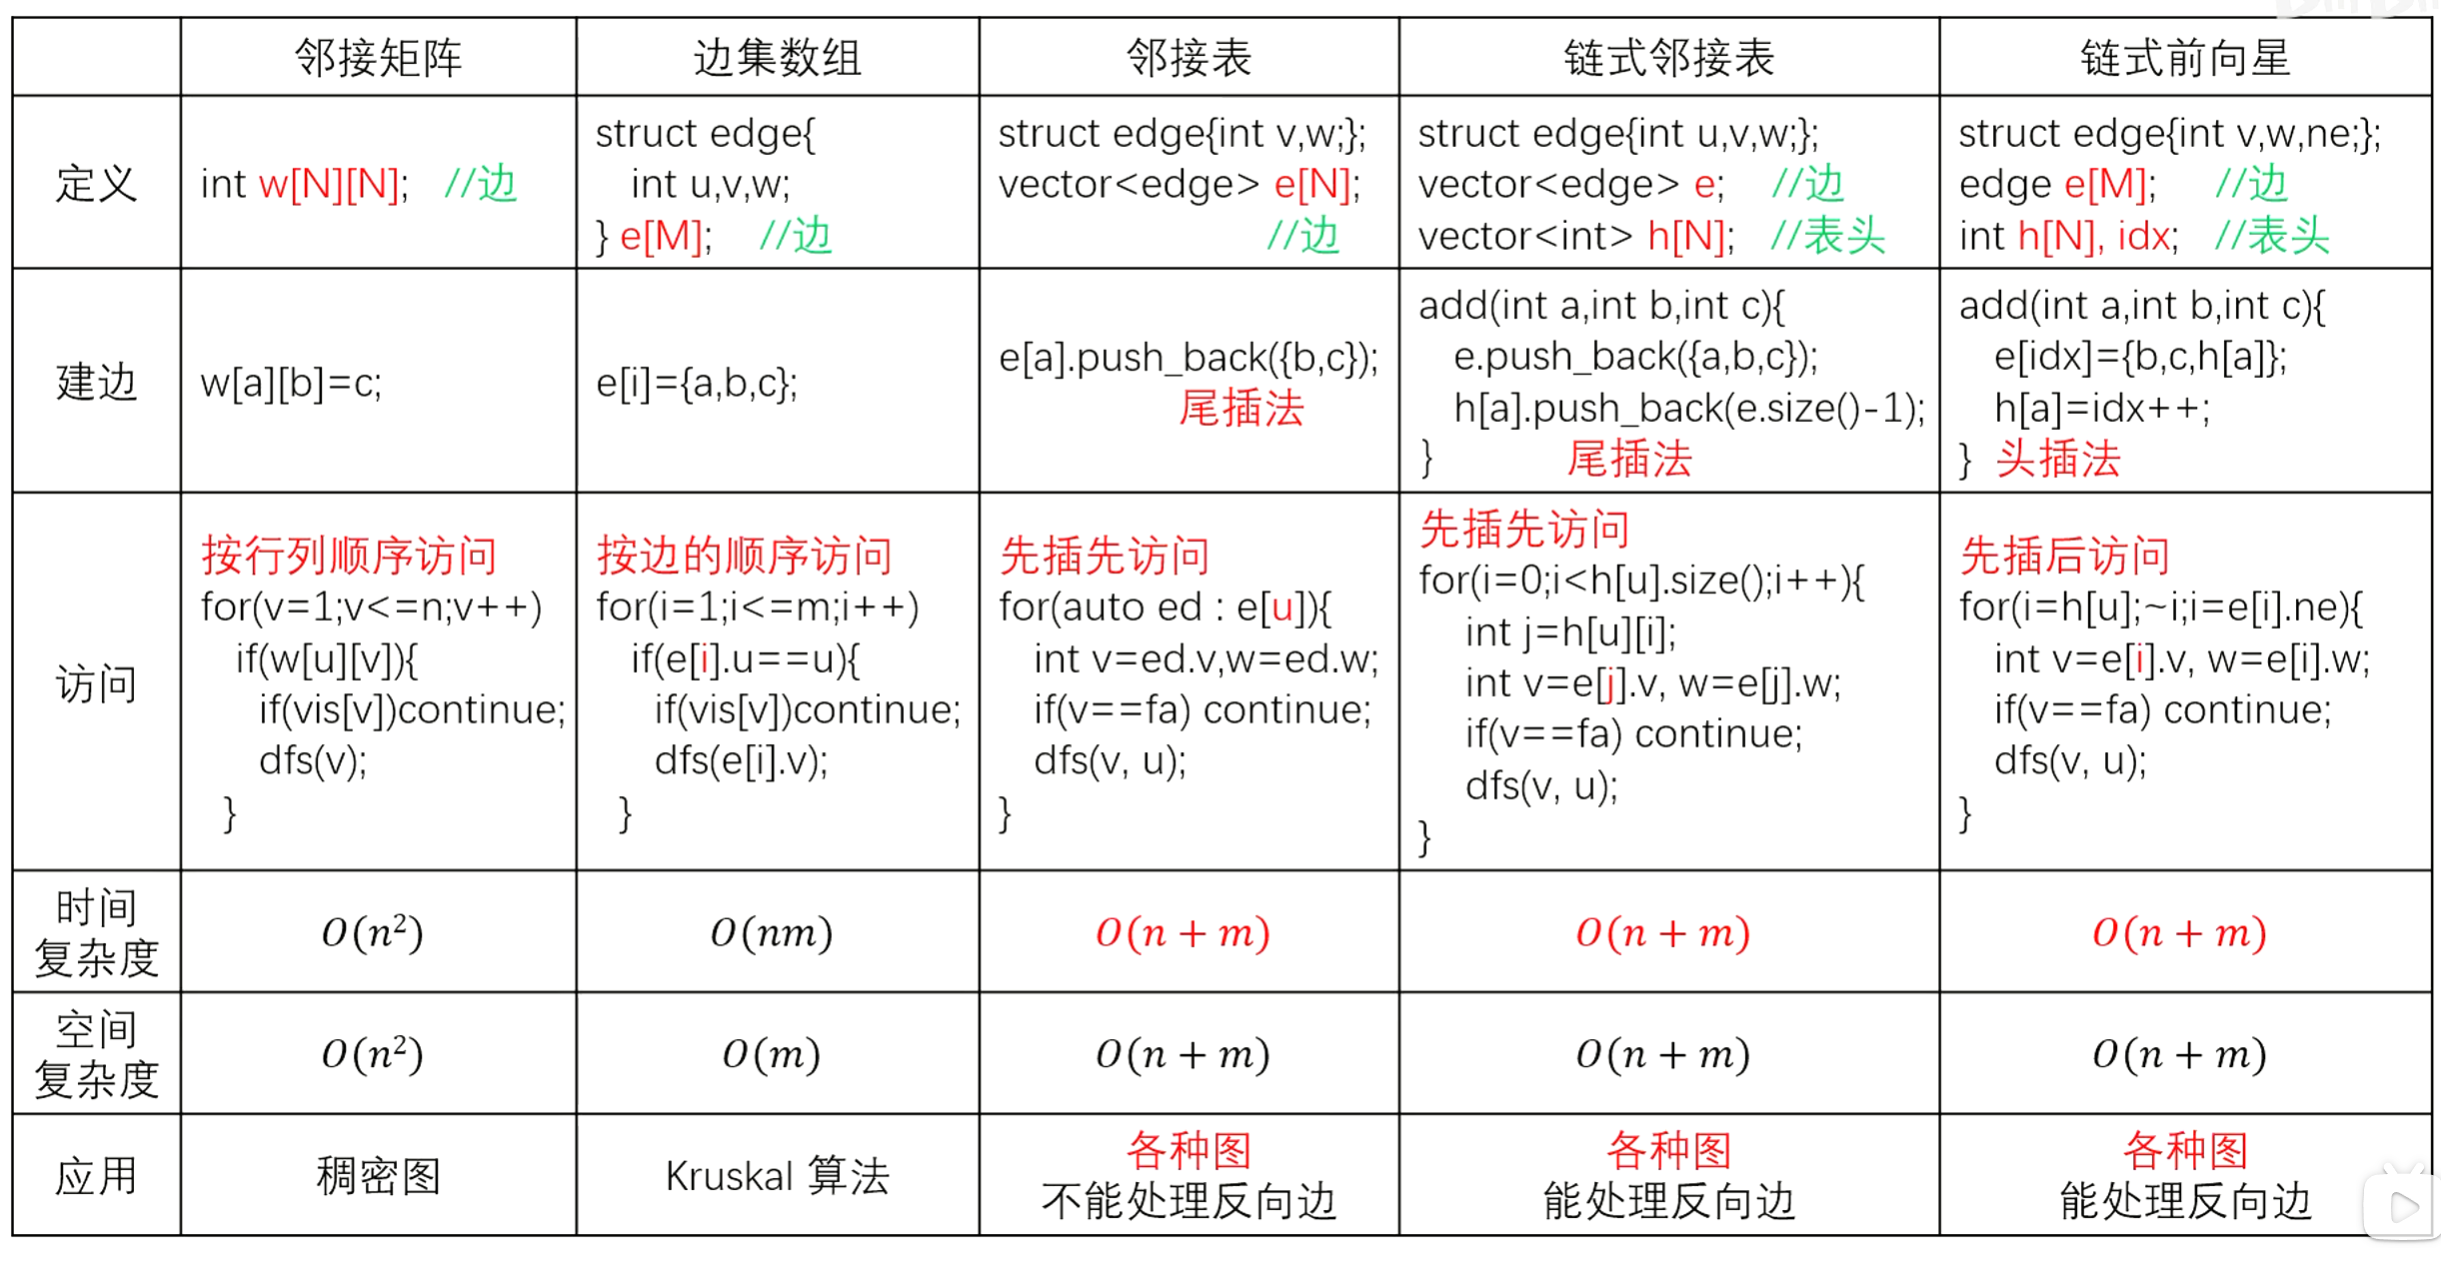 邻接矩阵 边集数组 邻接表 链式邻接表 链式前向星
定义
int w[N][N]; //边
struct edge{
int u,v,w;
} e[M]; //边
struct edge{int v,w;};
vector<edge> e[N];
//边
struct edge{int u,v,w;};
vector<edge> e; //边
vector<int> h[N]; //表头
struct edge{int v,w,ne;};
edge e[M]; //边
int h[N], idx; //表头
建边
w[a][b]=c;
e[i]={a,b,c};
e[a].push_back({b,c});
尾插法
add(int a,int b,int c){
e.push_back({a,b,c});
h[a].push_back(e.size()-1);
} 尾插法
add(int a,int b,int c){
e[idx]={b,c,h[a]};
h[a]=idx++;
} 头插法
访问
按行列顺序访问
for(v=1;v<=n;v++)
if(w[u][v]){
if(vis[v])continue;
dfs(v);
}
按边的顺序访问
for(i=1;i<=m;i++)
if(e[i].u==u){
if(vis[v])continue;
dfs(e[i].v);
}
先插先访问
for(auto ed : e[u]){
int v=ed.v,w=ed.w;
if(v==fa) continue;
dfs(v, u);
}
先插先访问
for(i=0;i<h[u].size();i++){
int j=h[u][i];
int v=e[j].v, w=e[j].w;
if(v==fa) continue;
dfs(v, u);
}
先插后访问
for(i=h[u];~i;i=e[i].ne){
int v=e[i].v, w=e[i].w;
if(v==fa) continue;
dfs(v, u);
}
时间
复杂度
O(n²) O(nm) O(n + m) O(n + m) O(n + m)
空间
复杂度
O(n²) O(m) O(n + m) O(n + m) O(n + m)
应用
稠密图
Kruskal 算法
各种图
不能处理反向边
各种图
能处理反向边
各种图
能处理反向边